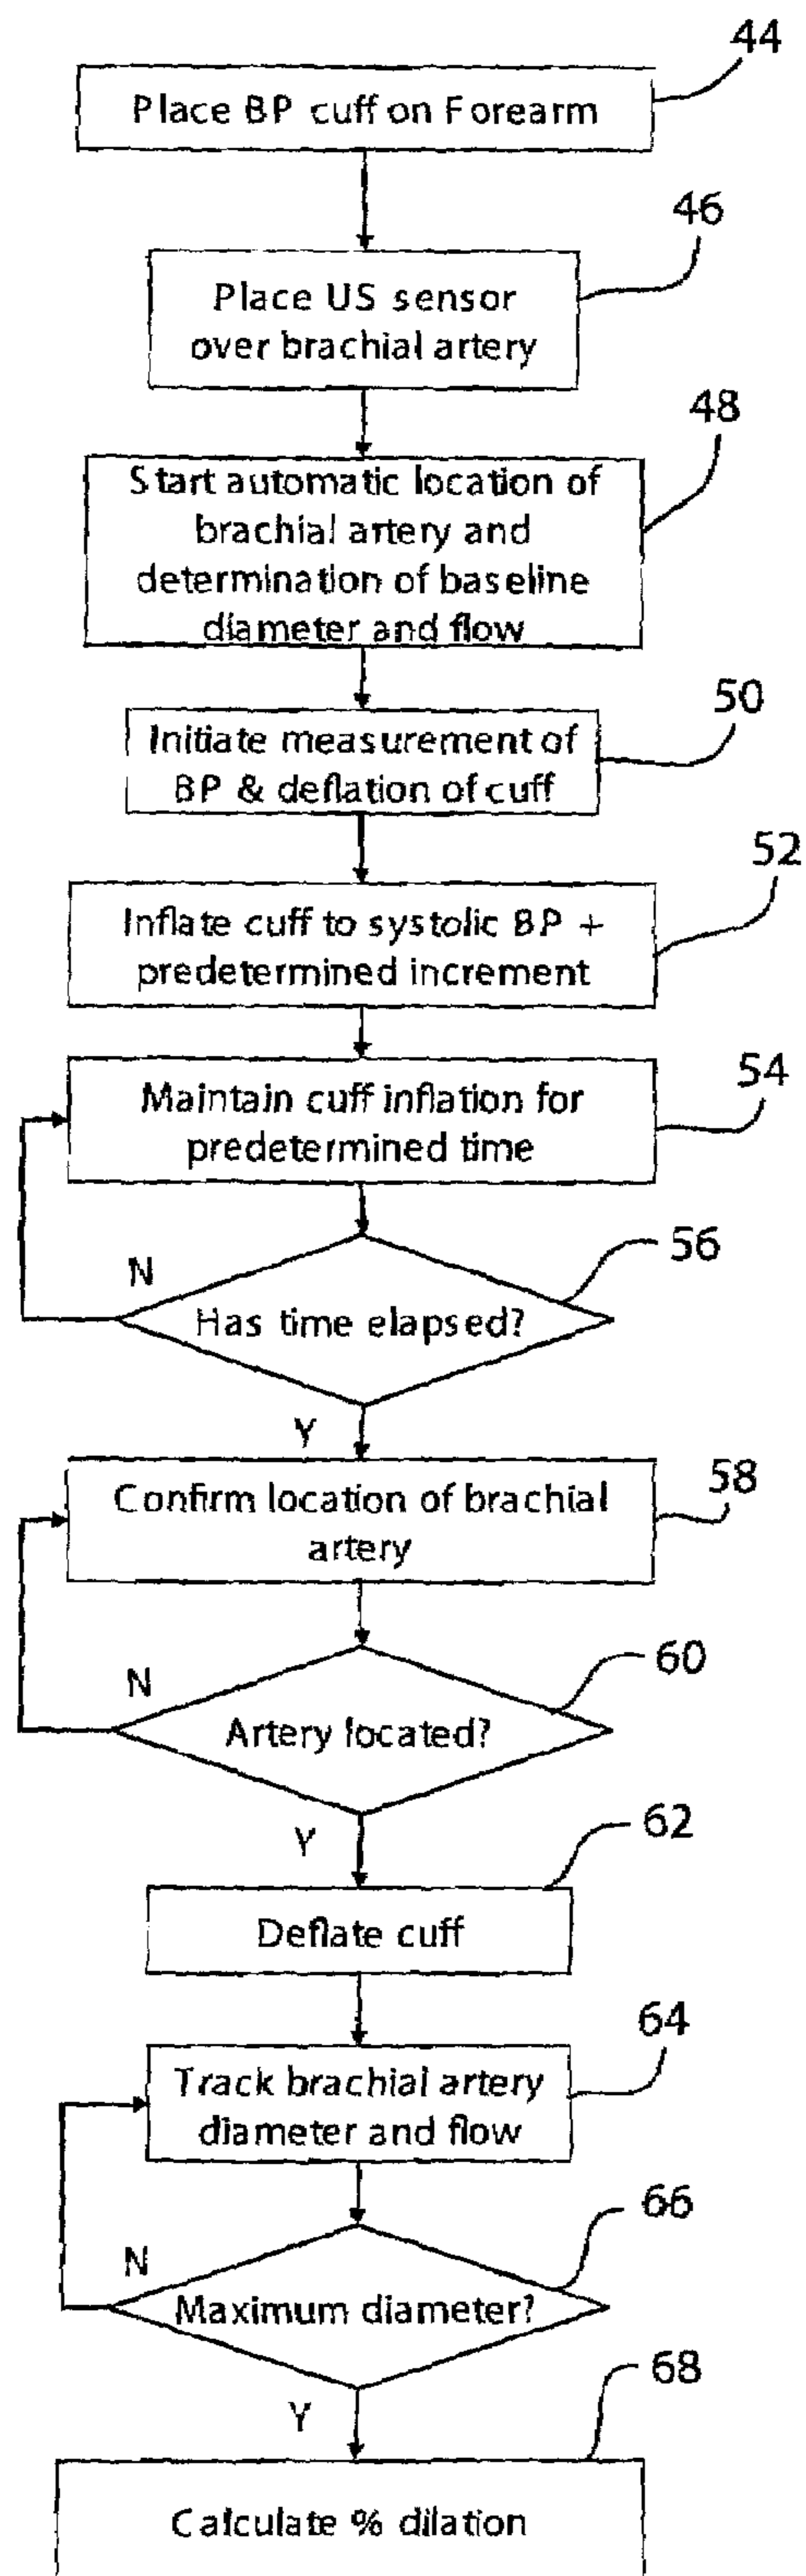 44
Place BP cuff on Forearm
46
Place US sensor
over brachial artery
48
Start automatic location of
brachial artery and
determination of baseline
diameter and flow
50
Initiate measurement of
BP & deflation of cuff
52
Inflate cuff to systolic BP +
predetermined increment
54
Maintain cuff inflation for
predetermined time
N
56
Has time elapsed?
Y
58
Confirm location of brachial
artery
N
60
Artery located?
Y
62
Deflate cuff
64
Track brachial artery
diameter and flow
66
N
Maximum diameter?
68
Y
Calculate % dilation